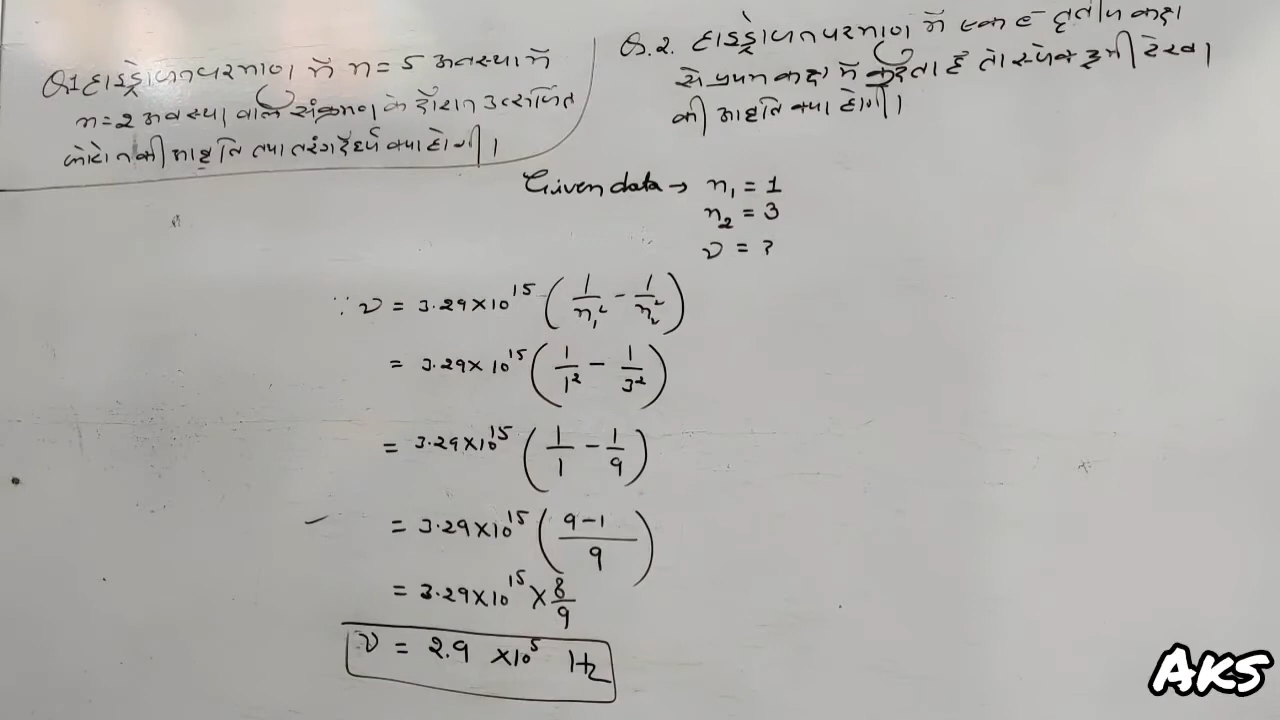 Q1 हाइड्रोजन परमाणु में n = 5 अवस्था में
n = 2 अवस्था वाले संक्रमण के दौरान उत्सर्जित
फोटोन की आवृति तथा तरंगदैर्ध्य क्या होगी।
Q.2. हाइड्रोजन परमाणु में एक e⁻ तृतीय कक्षा
से प्रथम कक्षा में कुदता है तो स्पेक्ट्रमी रेखा
की आवृति क्या होगी।
Given data → n₁ = 1
n₂ = 3
ν = ?
∵ ν = 3.29×10¹⁵ (1/n₁² - 1/n₂²)
= 3.29×10¹⁵ (1/1² - 1/3²)
= 3.29×10¹⁵ (1/1 - 1/9)
= 3.29×10¹⁵ (9-1/9)
= 3.29×10¹⁵ × 8/9
ν = 2.9 ×10⁵ Hz
AKS